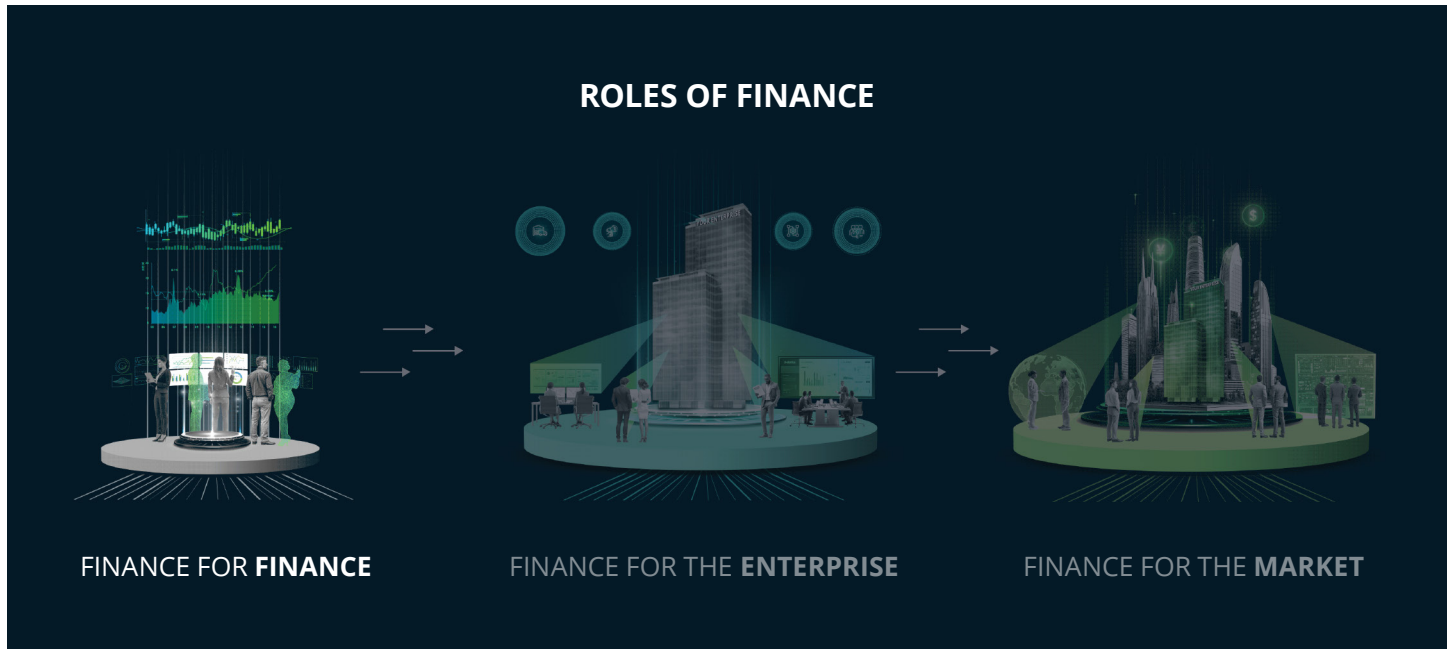 ROLES OF FINANCE
$
FINANCE FOR FINANCE
FINANCE FOR THE ENTERPRISE
FINANCE FOR THE MARKET